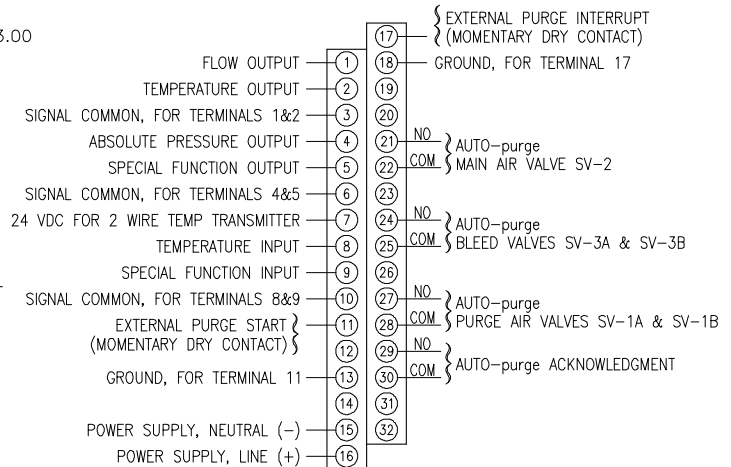 3.00
FLOW OUTPUT 1
TEMPERATURE OUTPUT 2
SIGNAL COMMON, FOR TERMINALS 1&2 3
ABSOLUTE PRESSURE OUTPUT 4
SPECIAL FUNCTION OUTPUT 5
SIGNAL COMMON, FOR TERMINALS 4&5 6
24 VDC FOR 2 WIRE TEMP TRANSMITTER 7
TEMPERATURE INPUT 8
SPECIAL FUNCTION INPUT 9
SIGNAL COMMON, FOR TERMINALS 8&9 10
EXTERNAL PURGE START 11
(MOMENTARY DRY CONTACT)
12
GROUND, FOR TERMINAL 11 13
14
POWER SUPPLY, NEUTRAL (-) 15
POWER SUPPLY, LINE (+) 16
EXTERNAL PURGE INTERRUPT
17 (MOMENTARY DRY CONTACT)
18 GROUND, FOR TERMINAL 17
19
20
21 NO AUTO-purge
22 COM MAIN AIR VALVE SV-2
23
24 NO AUTO-purge
25 COM BLEED VALVES SV-3A & SV-3B
26
27 NO AUTO-purge
28 COM PURGE AIR VALVES SV-1A & SV-1B
29 NO
AUTO-purge ACKNOWLEDGMENT
30 COM
31
32